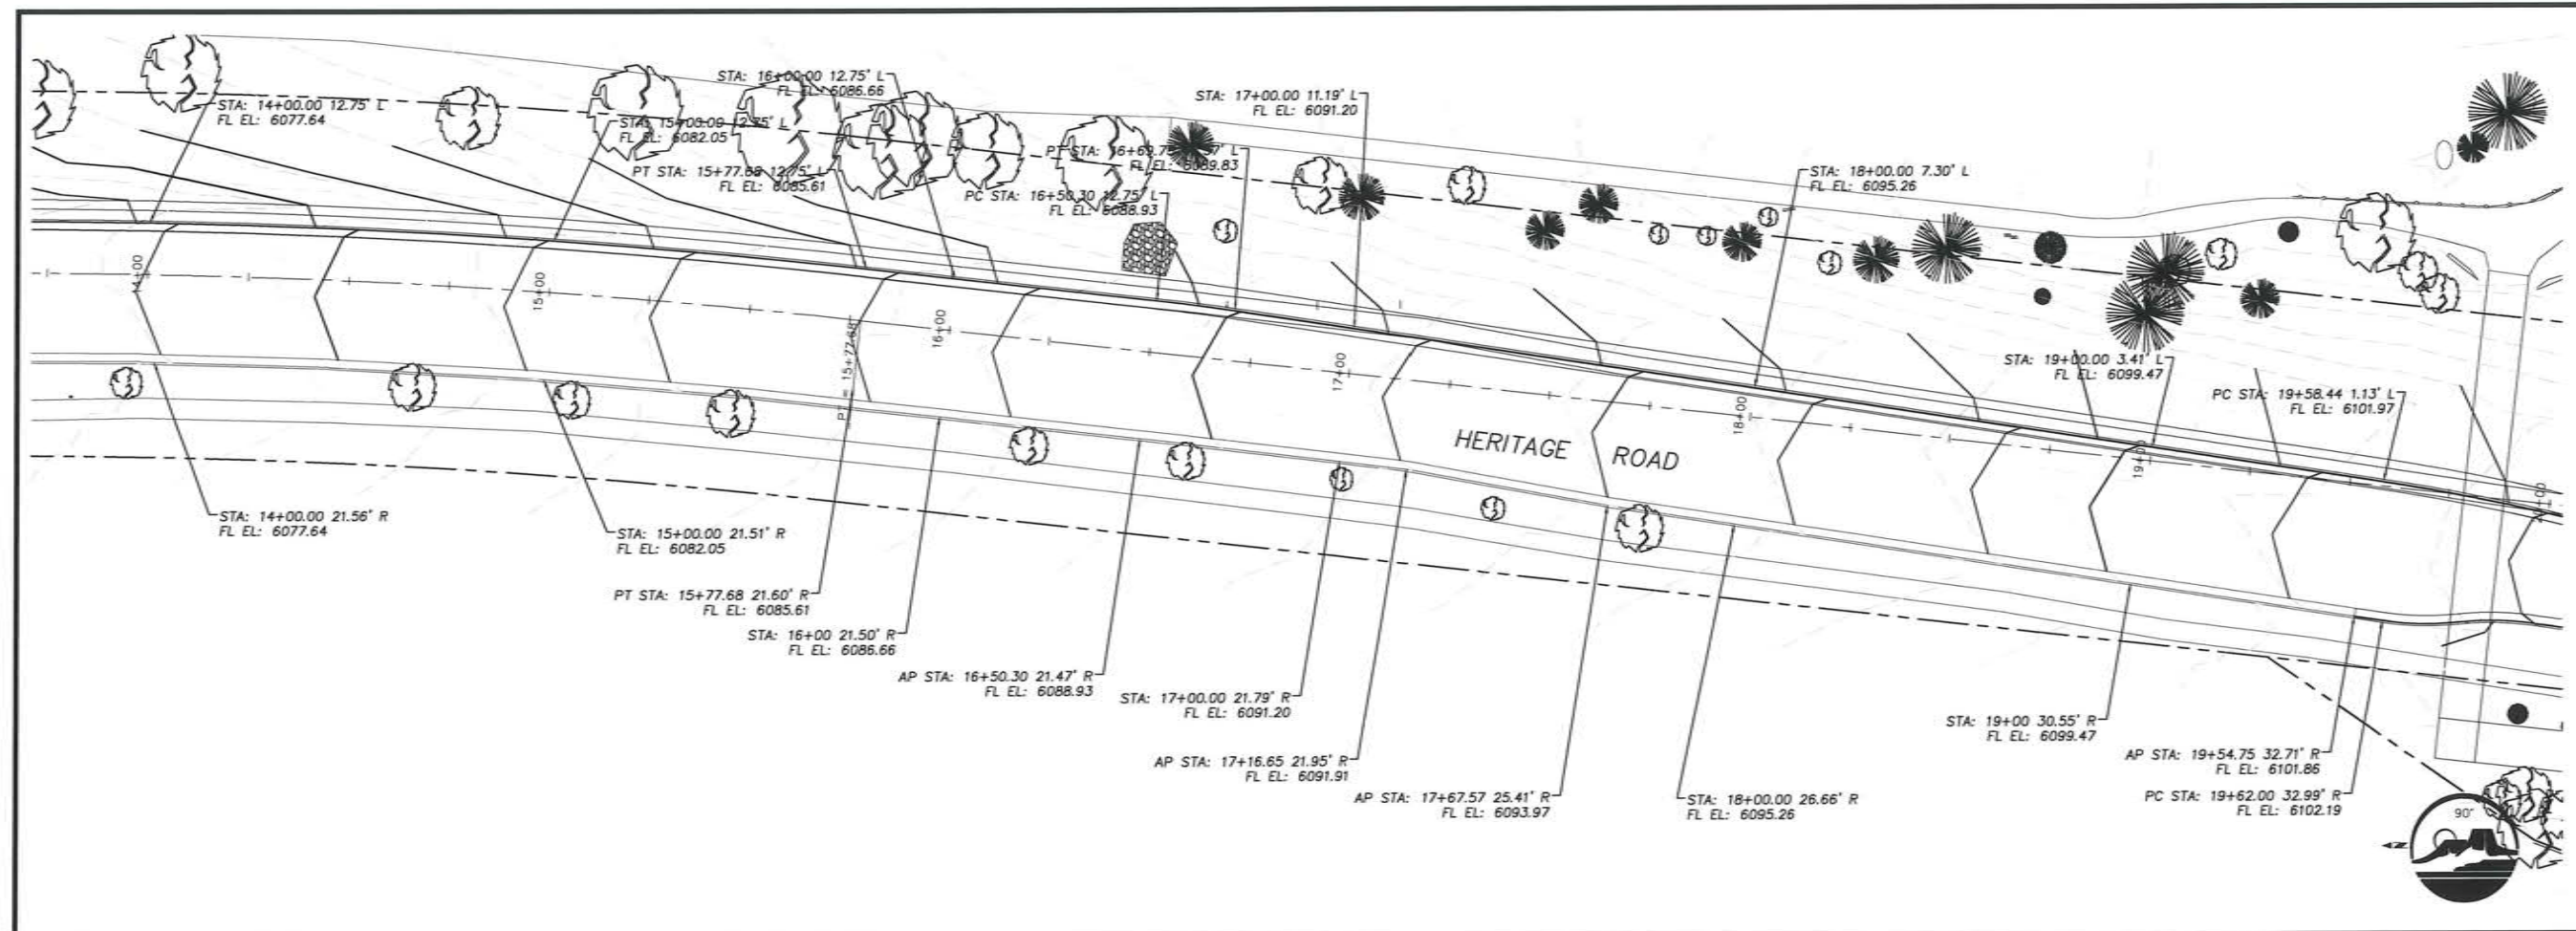 STA: 14+00.00 12.75' L
FL EL: 6077.64
STA: 15+00.00 12.75' L
FL EL: 6082.05
STA: 16+00.00 12.75' L
FL EL: 6086.66
PT STA: 15+77.68 12.75' L
FL EL: 6085.61
PC STA: 16+50.30 12.75' L
FL EL: 6088.93
PT STA:
FL EL: 6089.83
STA: 17+00.00 11.19' L
FL EL: 6091.20
STA: 18+00.00 7.30' L
FL EL: 6095.26
STA: 19+00.00 3.41' L
FL EL: 6099.47
PC STA: 19+58.44 1.13' L
FL EL: 6101.97
14+00
15+00
PT = 15+77.68
16+00
17+00
18+00
HERITAGE ROAD
STA: 14+00.00 21.56' R
FL EL: 6077.64
STA: 15+00.00 21.51' R
FL EL: 6082.05
PT STA: 15+77.68 21.60' R
FL EL: 6085.61
STA: 16+00 21.50' R
FL EL: 6086.66
AP STA: 16+50.30 21.47' R
FL EL: 6088.93
STA: 17+00.00 21.79' R
FL EL: 6091.20
AP STA: 17+16.65 21.95' R
FL EL: 6091.91
AP STA: 17+67.57 25.41' R
FL EL: 6093.97
STA: 18+00.00 26.66' R
FL EL: 6095.26
STA: 19+00 30.55' R
FL EL: 6099.47
AP STA: 19+54.75 32.71' R
FL EL: 6101.86
PC STA: 19+62.00 32.99' R
FL EL: 6102.19
90°
N